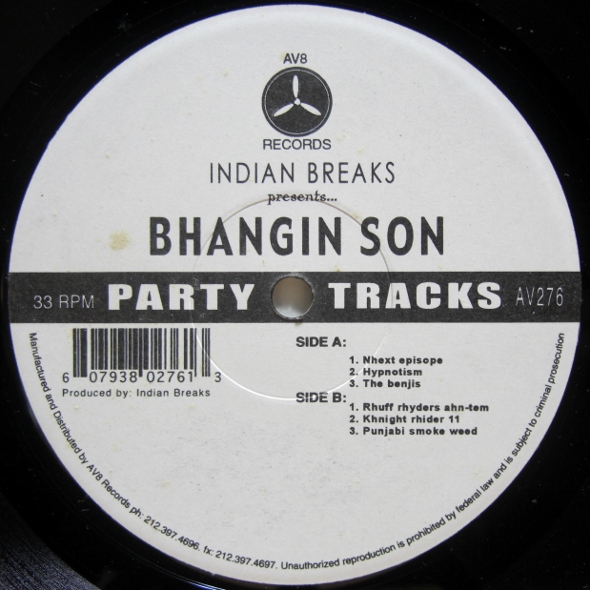 AV8
RECORDS
INDIAN BREAKS
presents...
BHANGIN SON
33 RPM PARTY TRACKS AV276
6 07938 02761 3
Produced by: Indian Breaks
SIDE A:
1. Nhext episope
2. Hypnotism
3. The benjis
SIDE B:
1. Rhuff rhyders ahn-tem
2. Khnight rhider 11
3. Punjabi smoke weed
Manufactured and Distributed by AV8 Records ph: 212.397.4696. fx: 212.397.4697. Unauthorized reproduction is prohibited by federal law and is subject to criminal prosecution